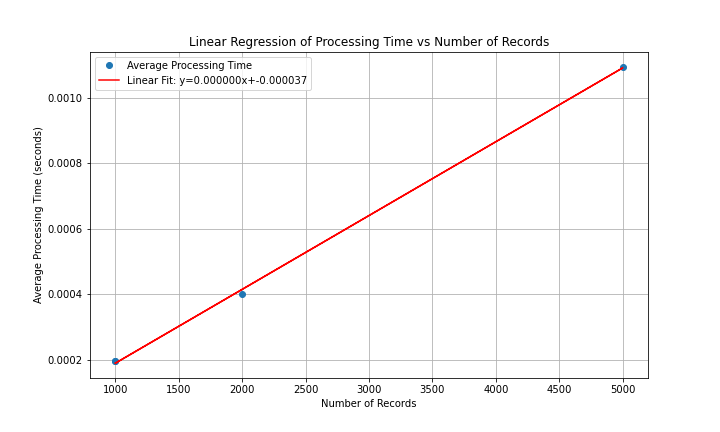 Linear Regression of Processing Time vs Number of Records
Average Processing Time
Linear Fit: y=0.000000x+-0.000037
Average Processing Time (seconds)
0.0010
0.0008
0.0006
0.0004
0.0002
1000 1500 2000 2500 3000 3500 4000 4500 5000
Number of Records